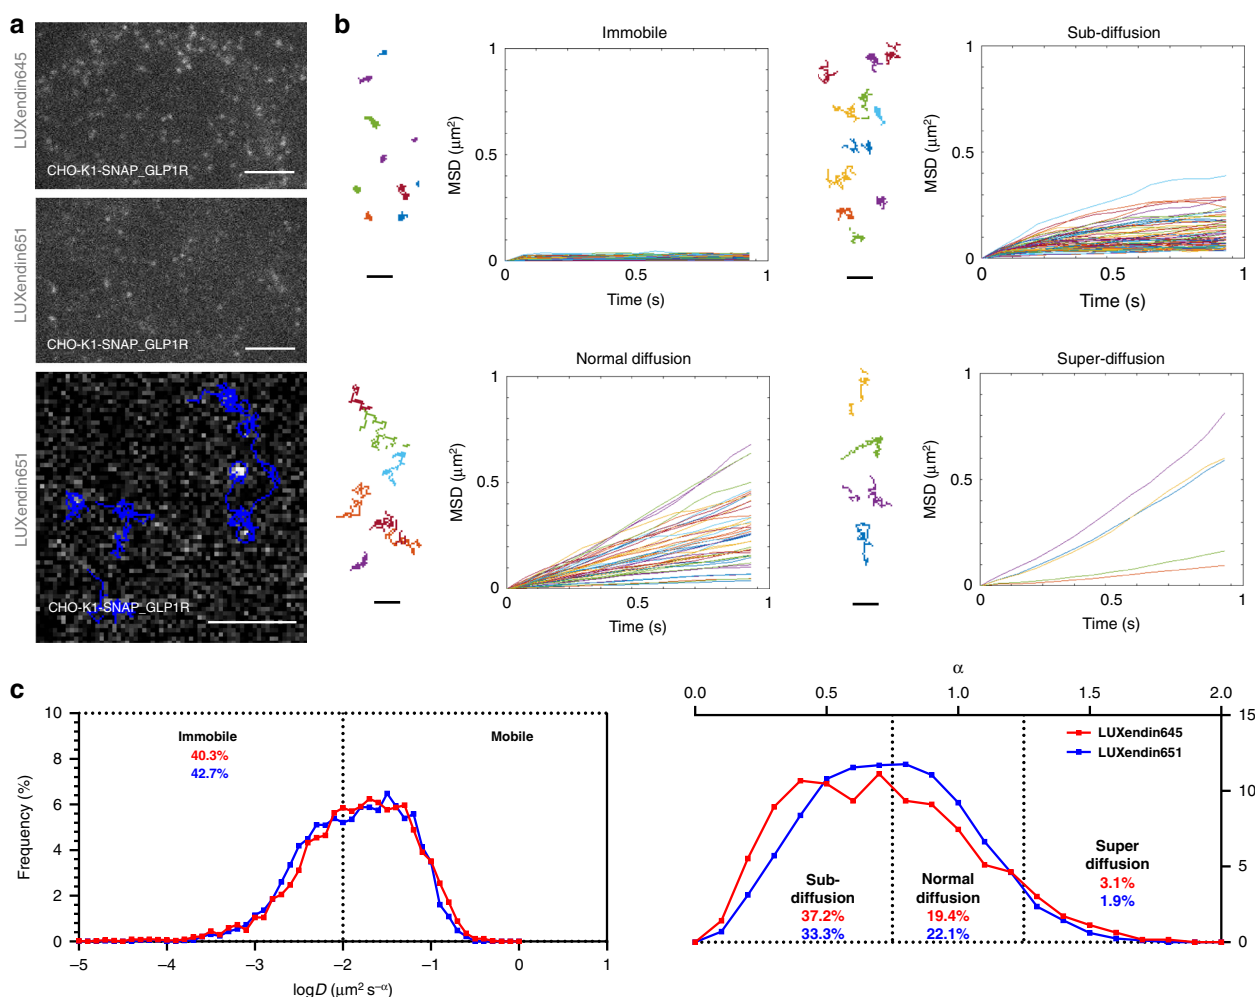 a
LUXendin645
CHO-K1-SNAP_GLP1R
LUXendin651
CHO-K1-SNAP_GLP1R
LUXendin651
CHO-K1-SNAP_GLP1R
b
Immobile
1
0.5
0
MSD (μm²)
0 0.5 1
Time (s)
Sub-diffusion
1
0.5
0
MSD (μm²)
0 0.5 1
Time (s)
Normal diffusion
1
0.5
0
MSD (μm²)
0 0.5 1
Time (s)
Super-diffusion
1
0.5
0
MSD (μm²)
0 0.5 1
Time (s)
c
10
8
6
4
2
0
Frequency (%)
Immobile
40.3%
42.7%
Mobile
−5 −4 −3 −2 −1 0 1
logD (μm² s⁻ᵅ)
α
0.0 0.5 1.0 1.5 2.0
15
10
5
0
LUXendin645
LUXendin651
Sub-
diffusion
37.2%
33.3%
Normal
diffusion
19.4%
22.1%
Super
diffusion
3.1%
1.9%